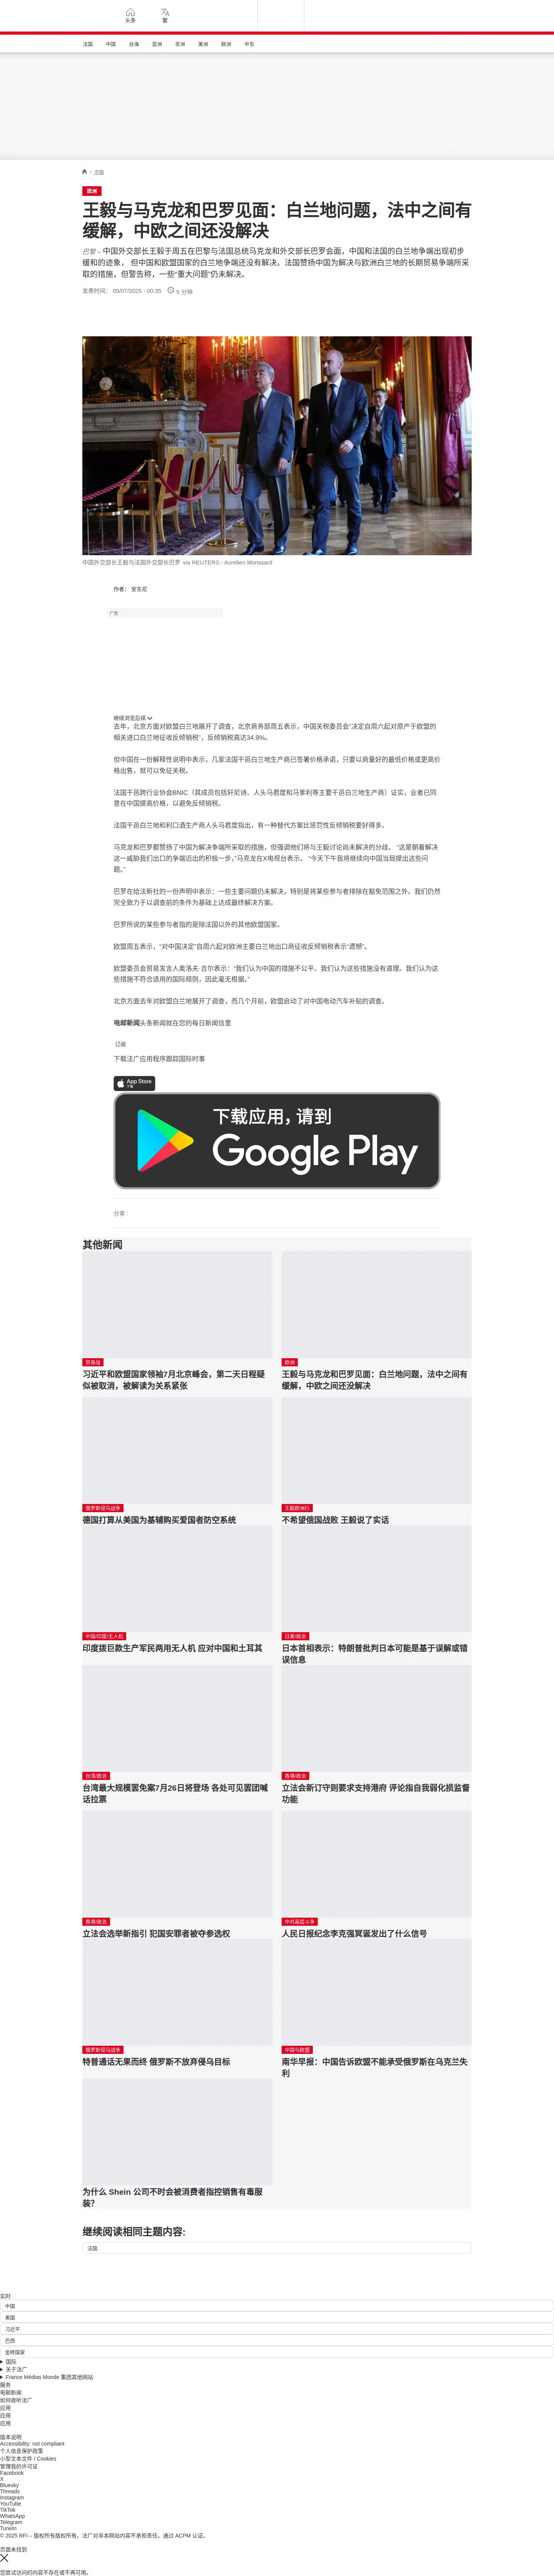 头条
繁
法国 中国 台海 亚洲 非洲 美洲 欧洲 中东
/ 中国
欧洲
王毅与马克龙和巴罗见面：白兰地问题，法中之间有
缓解，中欧之间还没解决
巴黎 – 中国外交部长王毅于周五在巴黎与法国总统马克龙和外交部长巴罗会面，中国和法国的白兰地争端出现初步
缓和的迹象， 但中国和欧盟国家的白兰地争端还没有解决。法国赞扬中国为解决与欧洲白兰地的长期贸易争端所采
取的措施，但警告称，一些“重大问题”仍未解决。
发表时间： 05/07/2025 - 00:35 5 分钟
中国外交部长王毅与法国外交部长巴罗 via REUTERS - Aurelien Morissard
作者： 安东尼
广告
继续浏览后续
去年，北京方面对欧盟白兰地展开了调查，北京商务部周五表示，中国关税委员会“决定自周六起对原产于欧盟的
相关进口白兰地征收反倾销税”，反倾销税高达34.9%。
但中国在一份解释性说明中表示，几家法国干邑白兰地生产商已签署价格承诺，只要以商量好的最低价格或更高价
格出售，就可以免征关税。
法国干邑跨行业协会BNIC（其成员包括轩尼诗、人头马君度和马爹利等主要干邑白兰地生产商）证实，业者已同
意在中国提高价格，以避免反倾销税。
法国干邑白兰地和利口酒生产商人头马君度指出，有一种替代方案比惩罚性反倾销税要好得多。
马克龙和巴罗都赞扬了中国为解决争端所采取的措施，但强调他们将与王毅讨论尚未解决的分歧。 “这是朝着解决
这一威胁我们出口的争端迈出的积极一步，”马克龙在X电视台表示。 “今天下午我将继续向中国当局提出这些问
题。”
巴罗在给法新社的一份声明中表示：一些主要问题仍未解决，特别是将某些参与者排除在豁免范围之外。我们仍然
完全致力于以调查前的条件为基础上达成最终解决方案。
巴罗所说的某些参与者指的是除法国以外的其他欧盟国家。
欧盟周五表示，“对中国决定”自周六起对欧洲主要白兰地出口商征收反倾销税表示“遗憾”。
欧盟委员会贸易发言人奥洛夫·吉尔表示：“我们认为中国的措施不公平。我们认为这些措施没有道理。我们认为这
些措施不符合适用的国际规则，因此毫无根据。”
北京方面去年对欧盟白兰地展开了调查，而几个月前，欧盟启动了对中国电动汽车补贴的调查。
电邮新闻头条新闻就在您的每日新闻信里
订阅
下载法广应用程序跟踪国际时事
App Store
下载
下载应用，请到
Google Play
分享 :
其他新闻
贸易战
习近平和欧盟国家领袖7月北京峰会，第二天日程疑
似被取消，被解读为关系紧张
欧洲
王毅与马克龙和巴罗见面：白兰地问题，法中之间有
缓解，中欧之间还没解决
俄罗斯侵乌战争
德国打算从美国为基辅购买爱国者防空系统
王毅欧洲行
不希望俄国战败 王毅说了实话
中国/印度/无人机
印度拨巨款生产军民两用无人机 应对中国和土耳其
日美/政治
日本首相表示：特朗普批判日本可能是基于误解或错
误信息
台湾/政治
台湾最大规模罢免案7月26日将登场 各处可见罢团喊
话拉票
香港/政治
立法会新订守则要求支持港府 评论指自我弱化损监督
功能
香港/政治
立法会选举新指引 犯国安罪者被夺参选权
中共高层斗争
人民日报纪念李克强冥诞发出了什么信号
俄罗斯侵乌战争
特普通话无果而终 俄罗斯不放弃侵乌目标
中国与欧盟
南华早报：中国告诉欧盟不能承受俄罗斯在乌克兰失
利
为什么 Shein 公司不时会被消费者指控销售有毒服
装？
继续阅读相同主题内容:
法国
实时
中国
美国
习近平
巴西
金砖国家
国际
关于法广
France Médias Monde 集团其他网站
服务
电邮新闻
如何收听法广
应用
应用
应用
版本说明
Accessibility: not compliant
个人信息保护政策
小型文本文件 / Cookies
管理我的许可证
Facebook
X
Bluesky
Threads
Instagram
YouTube
TikTok
WhatsApp
Telegram
TuneIn
© 2025 RFI – 版权所有版权所有。法广对非本网站内容不承担责任。通过 ACPM 认证。
页面未找到
您尝试访问的内容不存在或不再可用。